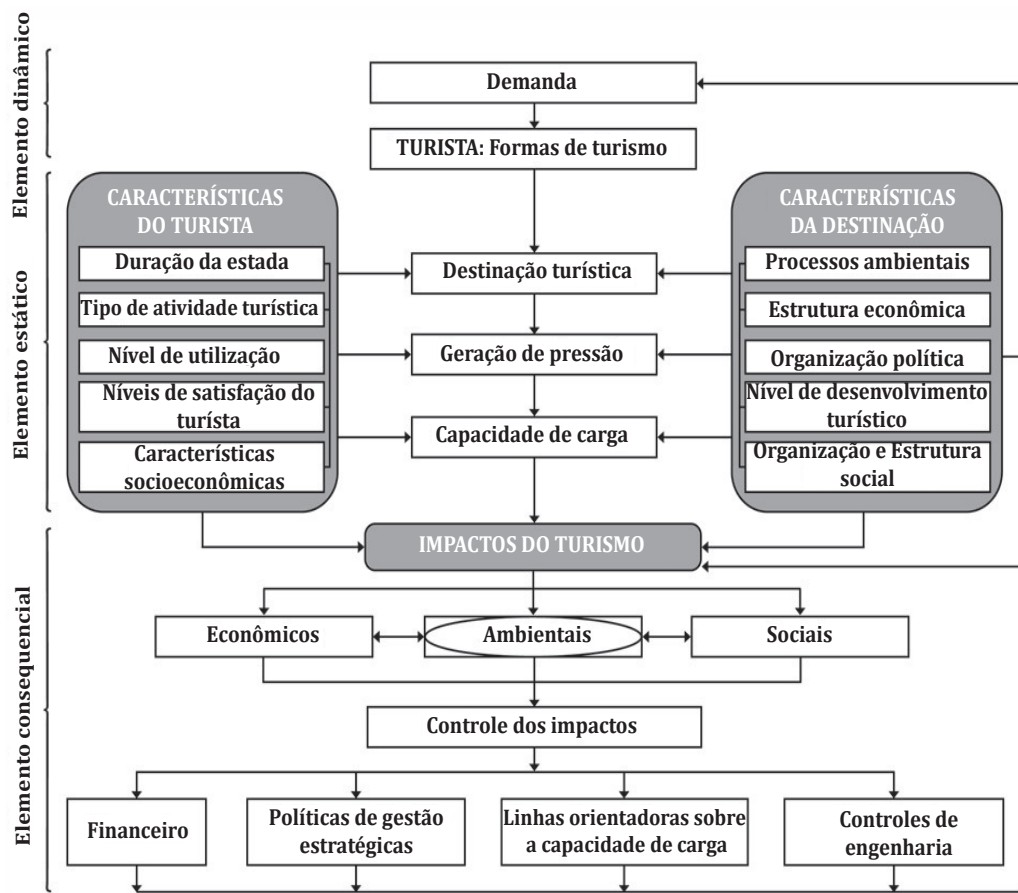 Elemento dinâmico
Demanda
TURISTA: Formas de turismo
Elemento estático
CARACTERÍSTICAS
DO TURISTA
Duração da estada
Tipo de atividade turística
Nível de utilização
Níveis de satisfação do
turísta
Características
socioeconômicas
Destinação turística
Geração de pressão
Capacidade de carga
CARACTERÍSTICAS
DA DESTINAÇÃO
Processos ambientais
Estrutura econômica
Organização política
Nível de desenvolvimento
turístico
Organização e Estrutura
social
Elemento consequencial
IMPACTOS DO TURISMO
Econômicos
Ambientais
Sociais
Controle dos impactos
Financeiro
Políticas de gestão
estratégicas
Linhas orientadoras sobre
a capacidade de carga
Controles de
engenharia